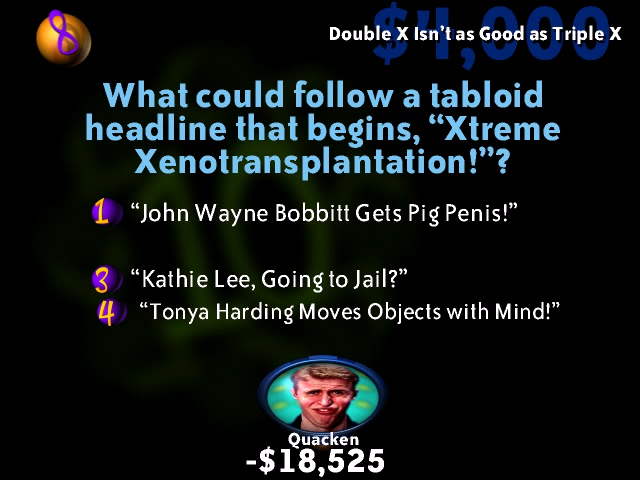 8
$4,000
Double X Isn't as Good as Triple X
What could follow a tabloid
headline that begins, “Xtreme
Xenotransplantation!”?
1 “John Wayne Bobbitt Gets Pig Penis!”
3 “Kathie Lee, Going to Jail?”
4 “Tonya Harding Moves Objects with Mind!”
Quacken
-$18,525